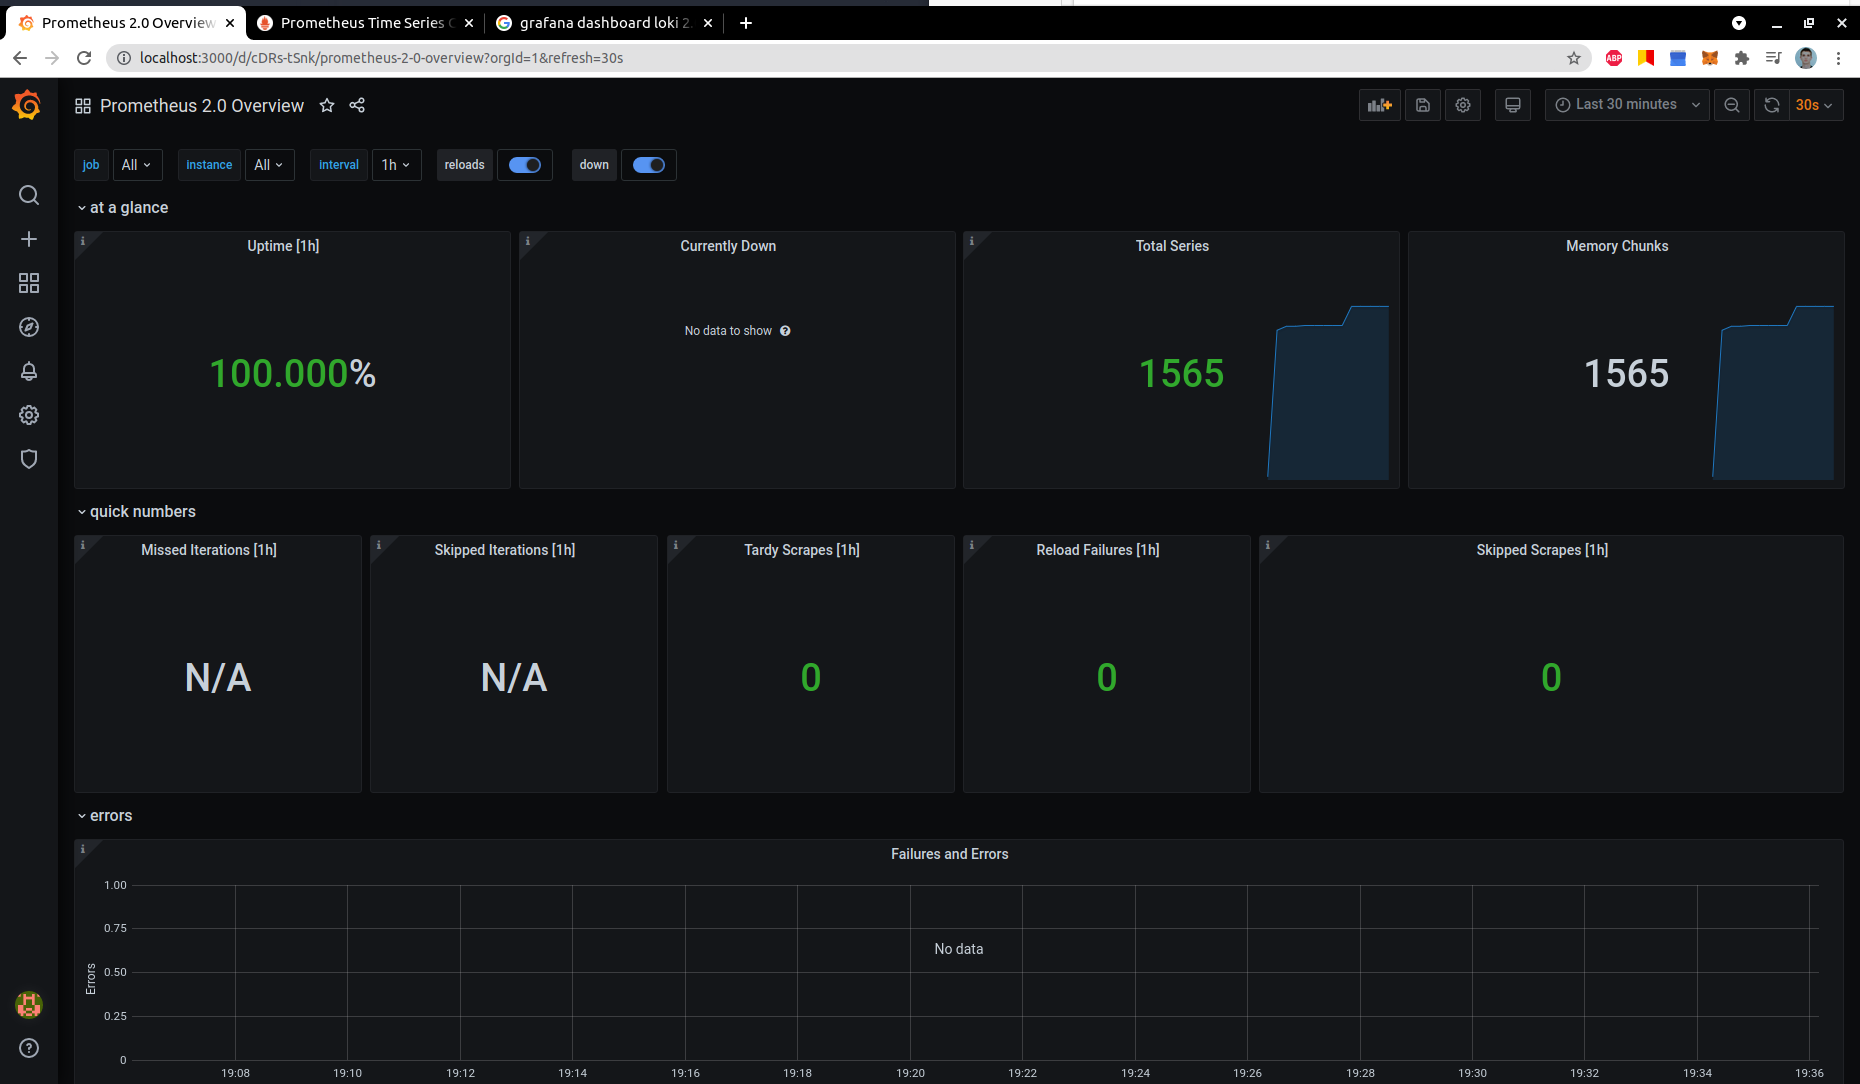 Prometheus 2.0 Overview
Prometheus Time Series C
grafana dashboard loki 2.
localhost:3000/d/cDRs-tSnk/prometheus-2-0-overview?orgId=1&refresh=30s
ABP
Prometheus 2.0 Overview
Last 30 minutes
30s
job All instance All interval 1h reloads down
at a glance
Uptime [1h]
100.000%
Currently Down
No data to show
Total Series
1565
Memory Chunks
1565
quick numbers
Missed Iterations [1h]
N/A
Skipped Iterations [1h]
N/A
Tardy Scrapes [1h]
0
Reload Failures [1h]
0
Skipped Scrapes [1h]
0
errors
Failures and Errors
Errors
1.00
0.75
0.50
0.25
0
No data
19:08 19:10 19:12 19:14 19:16 19:18 19:20 19:22 19:24 19:26 19:28 19:30 19:32 19:34 19:36